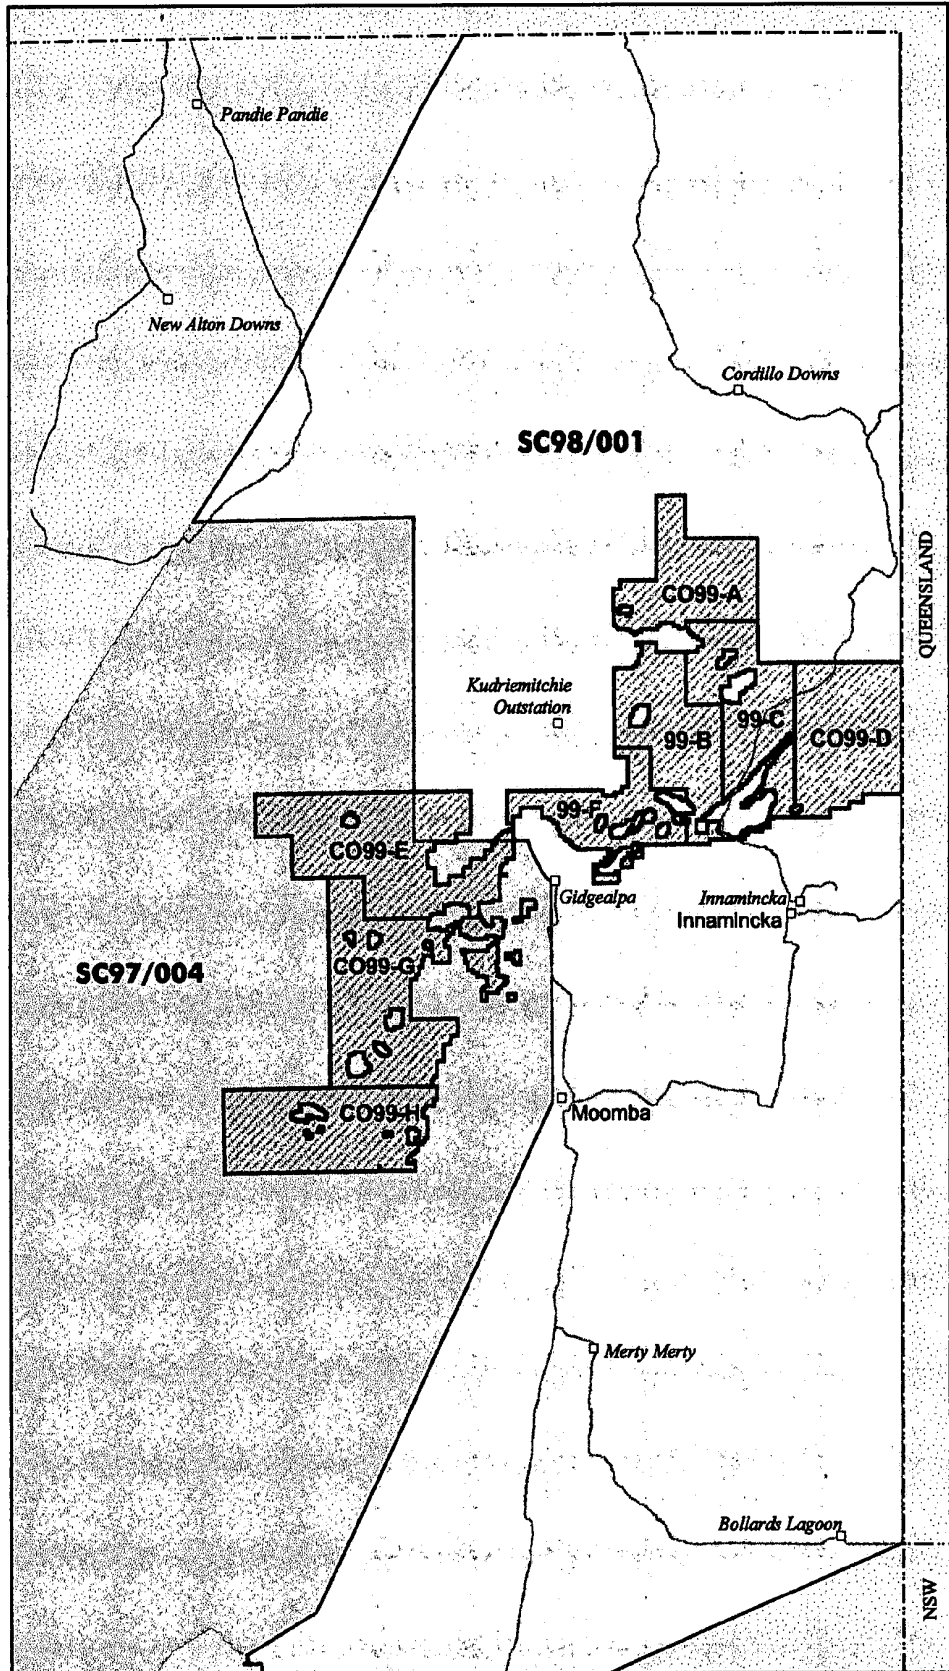 Pandie Pandie
New Alton Downs
Cordillo Downs
SC98/001
QUEENSLAND
CO99-A
Kudriemitchie
Outstation
99-B
99-C
CO99-D
99-F
CO99-E
Gidgealpa
Innamincka
Innamincka
CO99-G
SC97/004
Moomba
CO99-H
Merty Merty
Bollards Lagoon
NSW